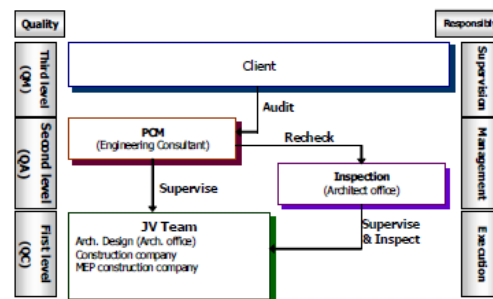 Quality
Responsibly
Third level
(QM)
Client
Supervision
Audit
Second level
(QA)
PCM
(Engineering Consultant)
Recheck
Management
Inspection
(Architect office)
Supervise
First level
(QC)
JV Team
Arch. Design (Arch. office)
Construction company
MEP construction company
Supervise
& Inspect
Execution